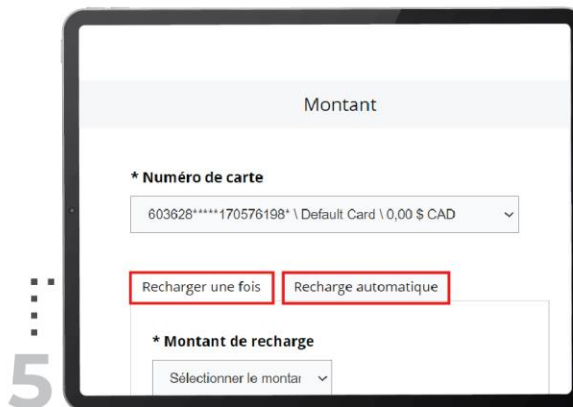 Montant
* Numéro de carte
603628*****170576198* \ Default Card \ 0,00 $ CAD
Recharger une fois
Recharge automatique
* Montant de recharge
Sélectionner le montar
5